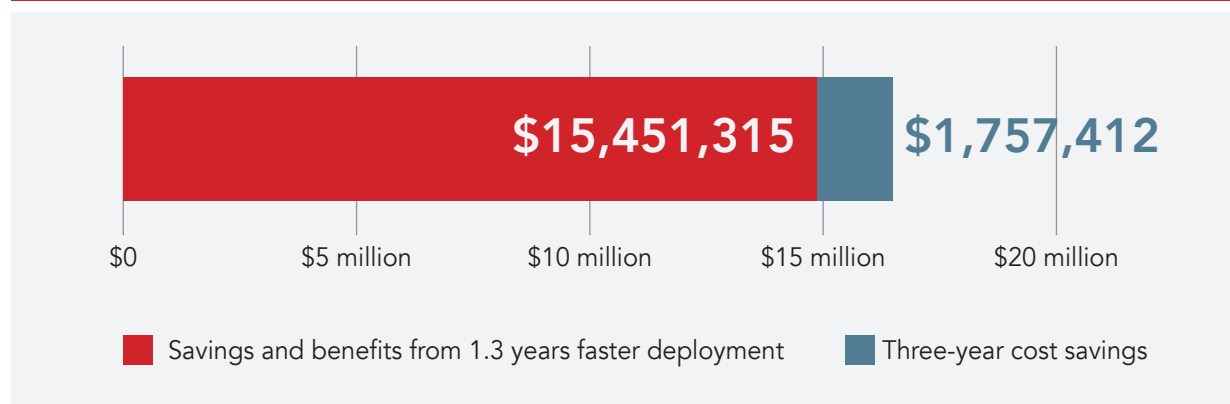 $15,451,315 $1,757,412
$0 $5 million $10 million $15 million $20 million
Savings and benefits from 1.3 years faster deployment Three-year cost savings